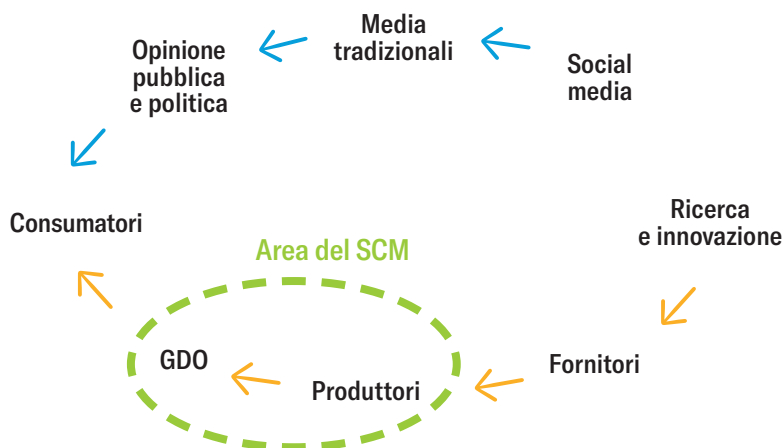 Media
tradizionali
Opinione
pubblica
e politica
Social
media
Consumatori
Ricerca
e innovazione
Area del SCM
GDO
Produttori
Fornitori